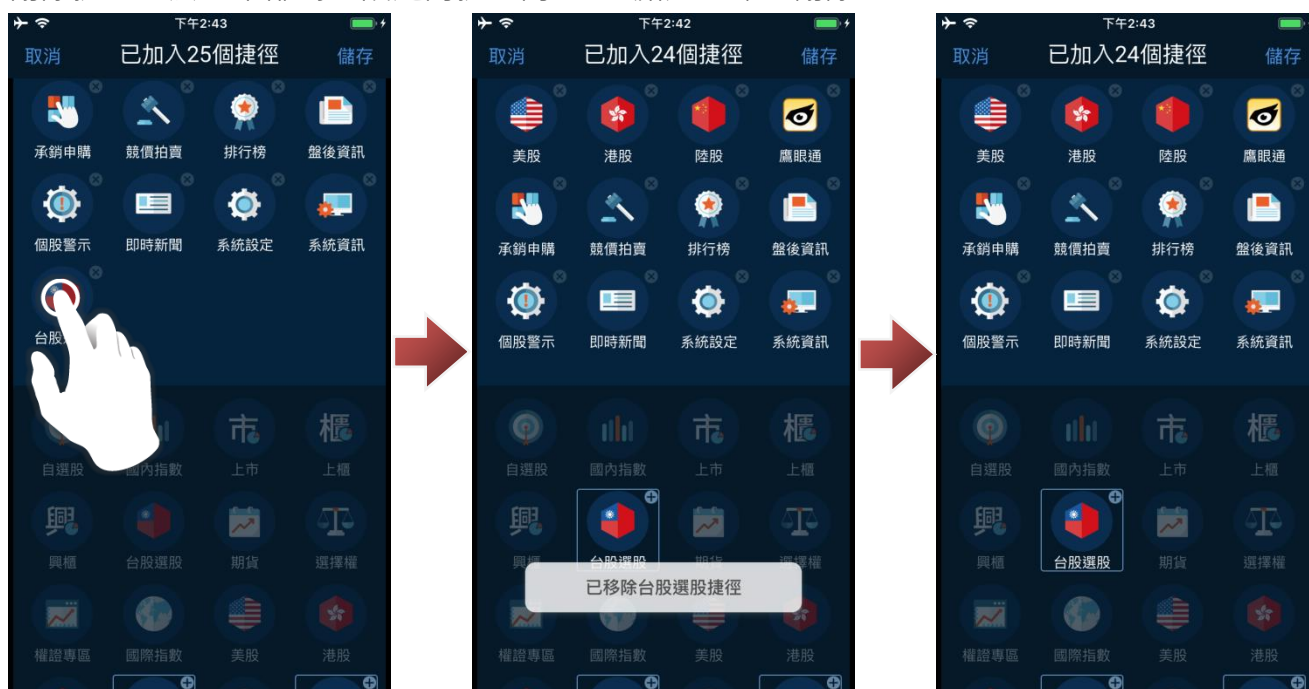 下午2:43
取消 已加入25個捷徑 儲存
承銷申購 競價拍賣 排行榜 盤後資訊
個股警示 即時新聞 系統設定 系統資訊
台股
市 櫃
自選股 國內指數 上市 上櫃
興
興櫃 台股選股 期貨 選擇權
權證專區 國際指數 美股 港股
下午2:42
取消 已加入24個捷徑 儲存
美股 港股 陸股 鷹眼通
承銷申購 競價拍賣 排行榜 盤後資訊
個股警示 即時新聞 系統設定 系統資訊
市 櫃
自選股 國內指數 上市 上櫃
興
興櫃 台股選股 期貨 選擇權
已移除台股選股捷徑
權證專區 國際指數 美股 港股
下午2:43
取消 已加入24個捷徑 儲存
美股 港股 陸股 鷹眼通
承銷申購 競價拍賣 排行榜 盤後資訊
個股警示 即時新聞 系統設定 系統資訊
市 櫃
自選股 國內指數 上市 上櫃
興
興櫃 台股選股 期貨 選擇權
權證專區 國際指數 美股 港股